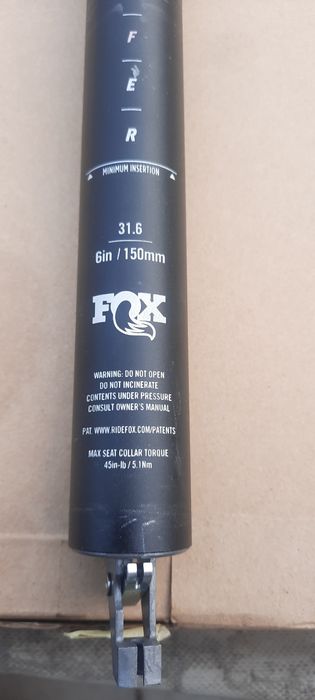 F
E
R
MINIMUM INSERTION
31.6
6in / 150mm
FOX
WARNING: DO NOT OPEN
DO NOT INCINERATE
CONTENTS UNDER PRESSURE
CONSULT OWNER'S MANUAL
PAT. WWW.RIDEFOX.COM/PATENTS
MAX SEAT COLLAR TORQUE
45in-lb / 5.1Nm